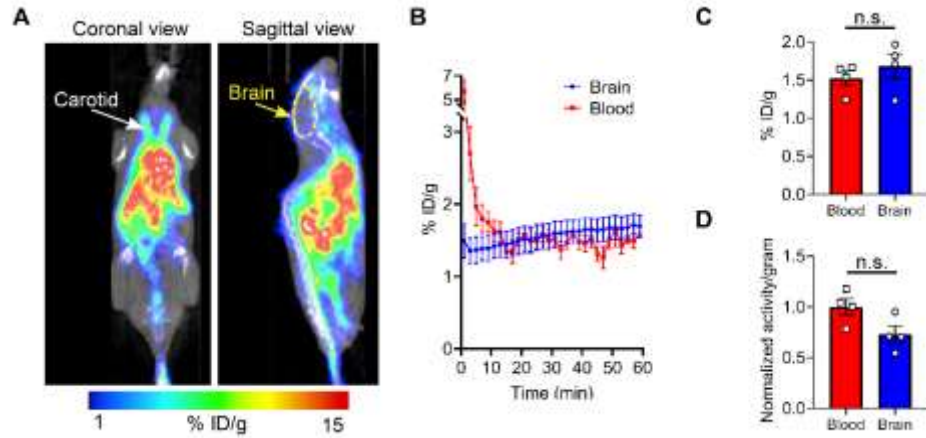 A
Coronal view
Sagittal view
Carotid
Brain
1
% ID/g
15
B
Brain
Blood
% ID/g
7
5
3
2
1
0
0
10
20
30
40
50
60
Time (min)
C
n.s.
% ID/g
2.0
1.5
1.0
0.5
0.0
Blood
Brain
D
n.s.
Normalized activity/gram
1.5
1.0
0.5
0.0
Blood
Brain